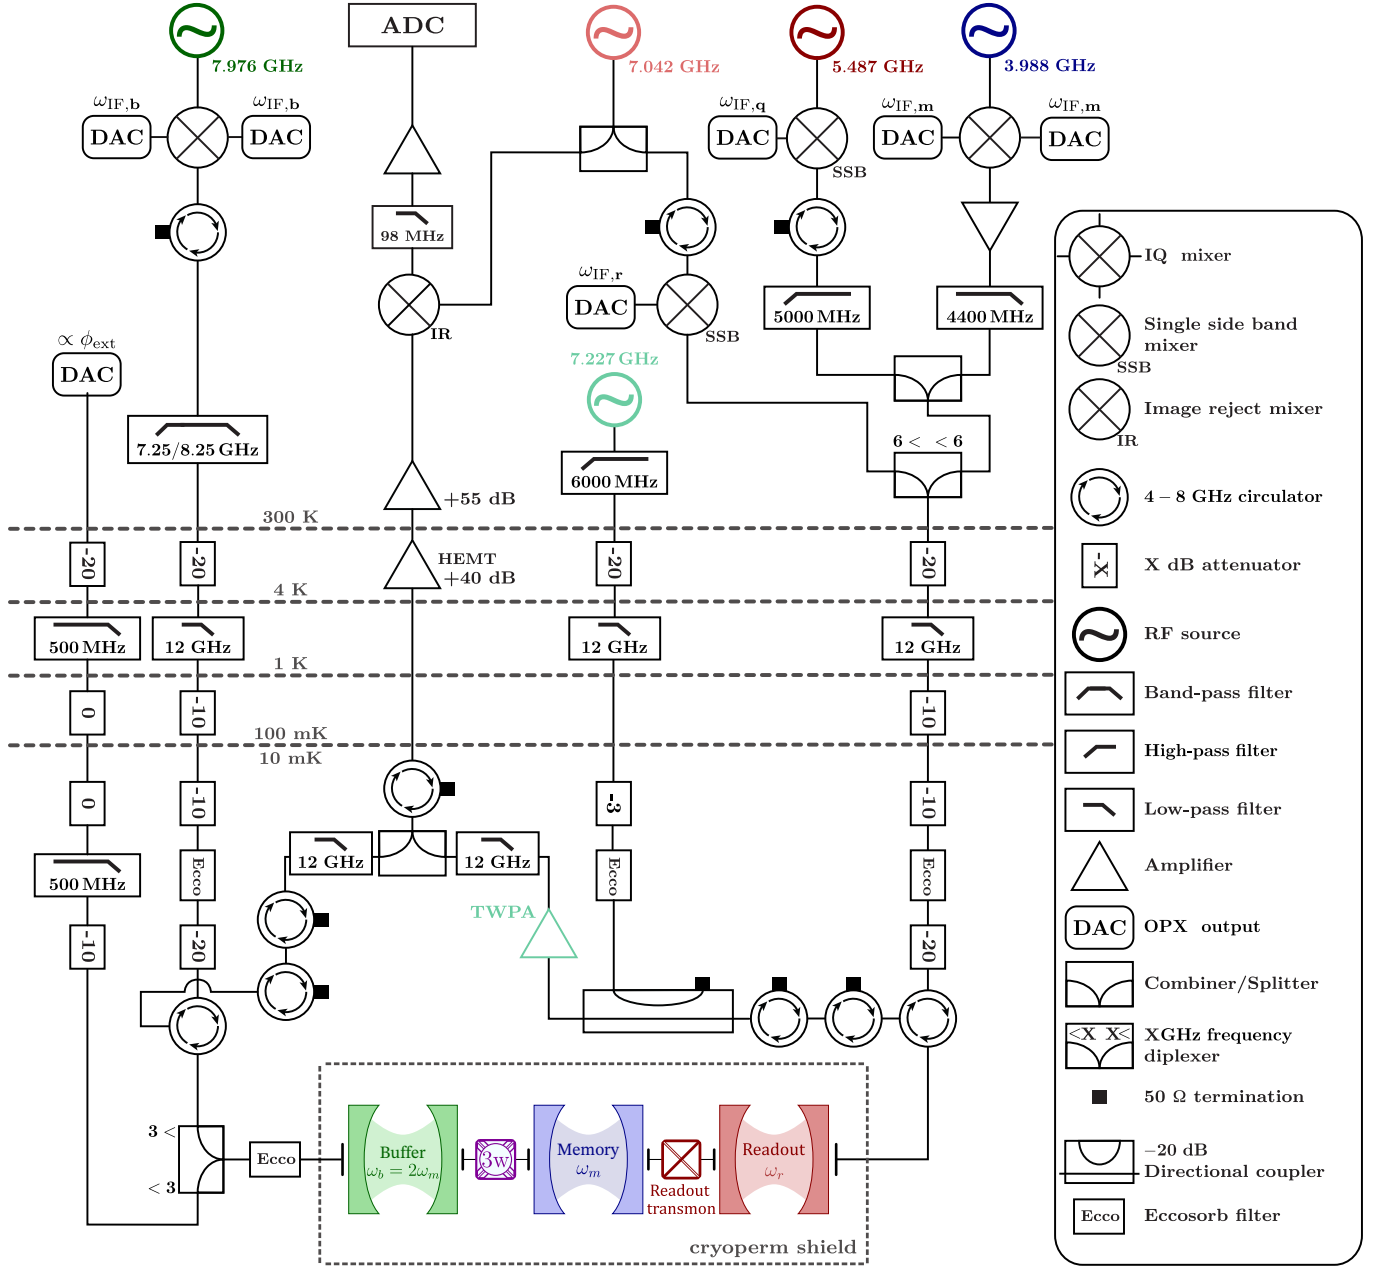 ADC
7.976 GHz
7.042 GHz
5.487 GHz
3.988 GHz
ω_IF,b
ω_IF,b
ω_IF,q
ω_IF,m
ω_IF,m
DAC
DAC
DAC
DAC
DAC
SSB
98 MHz
IR
ω_IF,r
DAC
SSB
5000 MHz
4400 MHz
∝ ϕ_ext
DAC
7.227 GHz
7.25/8.25 GHz
6000 MHz
6 < < 6
+55 dB
300 K
-20
-20
HEMT
+40 dB
-20
-20
4 K
500 MHz
12 GHz
12 GHz
12 GHz
1 K
0
-10
-10
100 mK
10 mK
0
-10
-3
-10
500 MHz
Ecco
12 GHz
12 GHz
Ecco
Ecco
TWPA
-10
-20
-20
3 <
< 3
Ecco
Buffer
ω_b = 2ω_m
3w
Memory
ω_m
Readout
transmon
Readout
ω_r
cryoperm shield
IQ mixer
Single side band
mixer
SSB
Image reject mixer
IR
4 – 8 GHz circulator
-X
X dB attenuator
RF source
Band-pass filter
High-pass filter
Low-pass filter
Amplifier
DAC
OPX output
Combiner/Splitter
<X X<
XGHz frequency
diplexer
50 Ω termination
–20 dB
Directional coupler
Ecco
Eccosorb filter